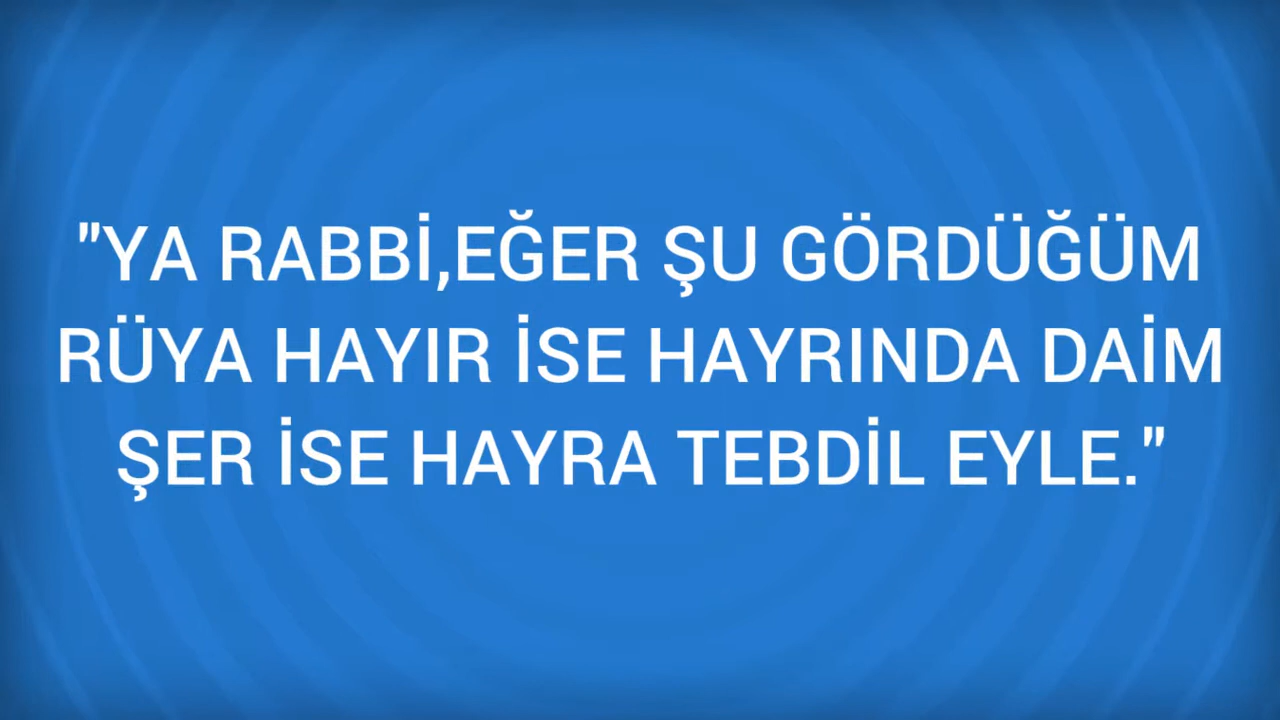 "YA RABBİ,EĞER ŞU GÖRDÜĞÜM
RÜYA HAYIR İSE HAYRINDA DAİM
ŞER İSE HAYRA TEBDİL EYLE."